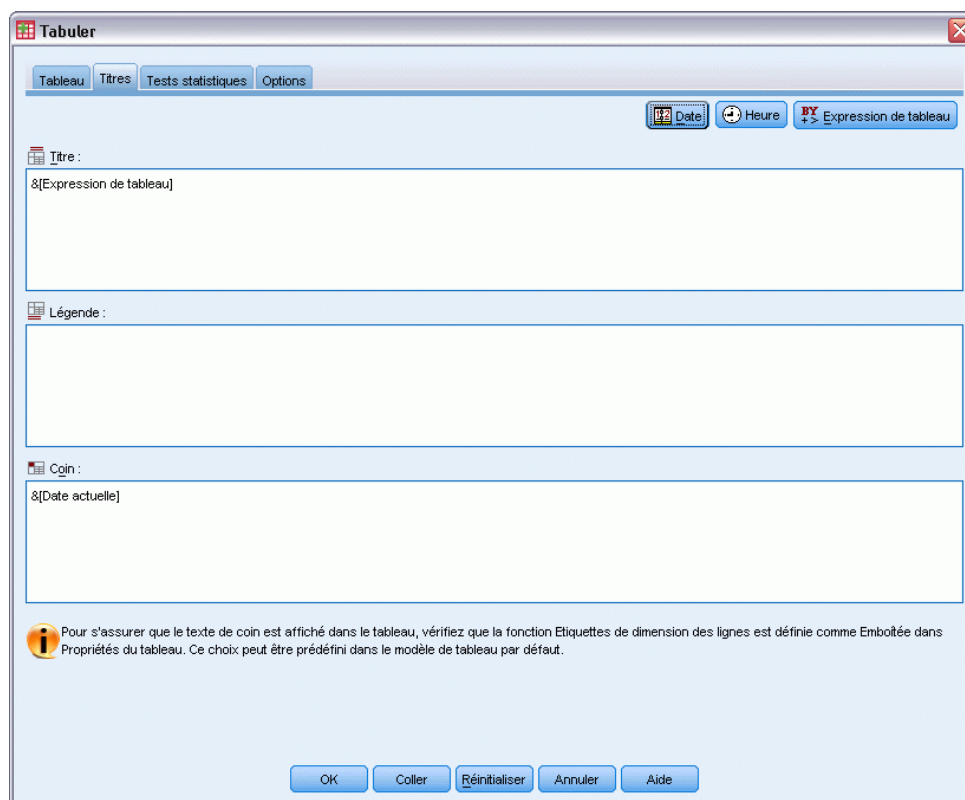 Tabuler
Tableau Titres Tests statistiques Options
Date Heure BY +> Expression de tableau
Titre :
&[Expression de tableau]
Légende :
Coin :
&[Date actuelle]
Pour s'assurer que le texte de coin est affiché dans le tableau, vérifiez que la fonction Etiquettes de dimension des lignes est définie comme Emboîtée dans
Propriétés du tableau. Ce choix peut être prédéfini dans le modèle de tableau par défaut.
OK Coller Réinitialiser Annuler Aide